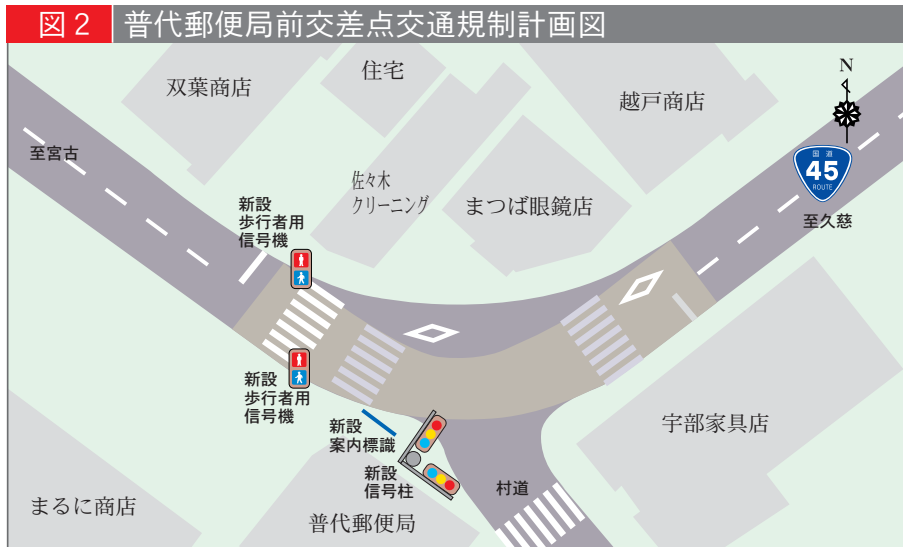 図2 普代郵便局前交差点交通規制計画図
双葉商店
住宅
越戸商店
N
至宮古
国道
45
ROUTE
至久慈
佐々木
クリーニング
まつば眼鏡店
新設
歩行者用
信号機
新設
歩行者用
信号機
新設
案内標識
新設
信号柱
村道
宇部家具店
まるに商店
普代郵便局